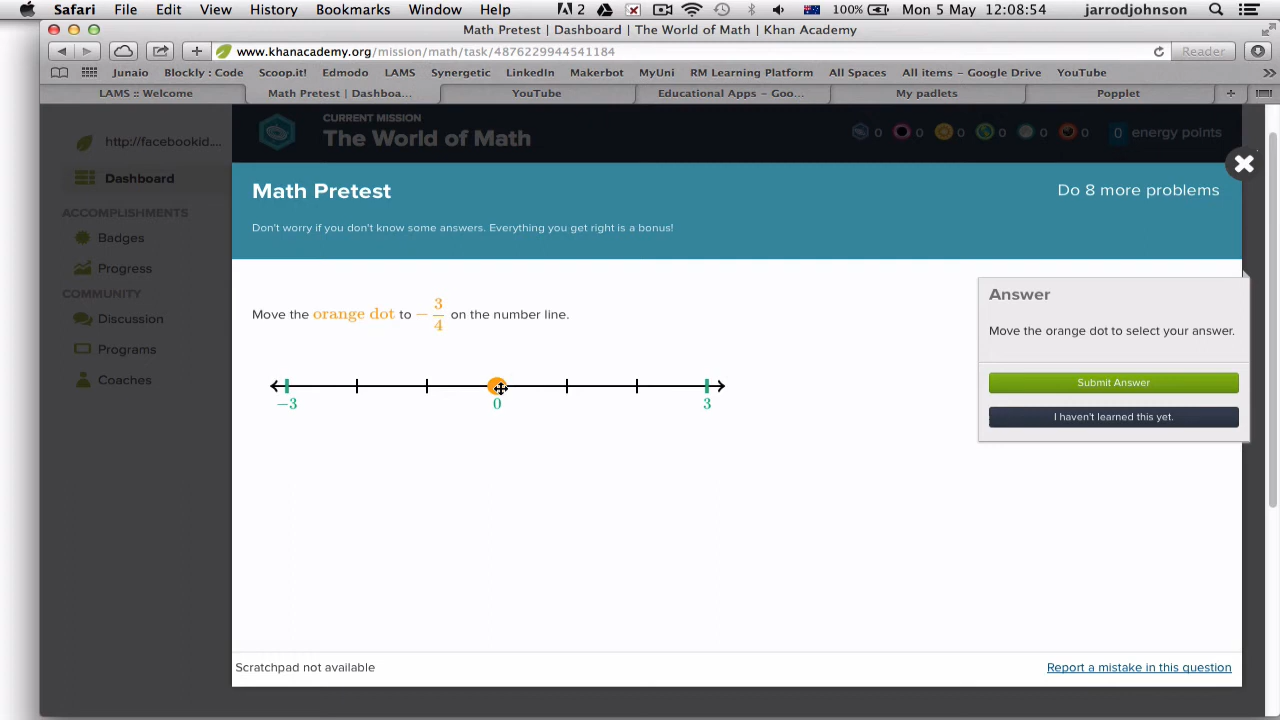 Safari File Edit View History Bookmarks Window Help 2 100% Mon 5 May 12:08:54 jarrodjohnson
Math Pretest | Dashboard | The World of Math | Khan Academy
www.khanacademy.org/mission/math/task/4876229944541184 Reader
Junaio Blockly : Code Scoop.it! Edmodo LAMS Synergetic LinkedIn Makerbot MyUni RM Learning Platform All Spaces All items – Google Drive YouTube
LAMS :: Welcome Math Pretest | Dashboa... YouTube Educational Apps – Goo... My padlets Popplet
CURRENT MISSION
The World of Math
0 0 0 0 0 0 0 energy points
http://facebookid....
Dashboard
ACCOMPLISHMENTS
Badges
Progress
COMMUNITY
Discussion
Programs
Coaches
Math Pretest
Do 8 more problems
Don't worry if you don't know some answers. Everything you get right is a bonus!
Move the orange dot to −3/4 on the number line.
−3 0 3
Answer
Move the orange dot to select your answer.
Submit Answer
I haven't learned this yet.
Scratchpad not available
Report a mistake in this question